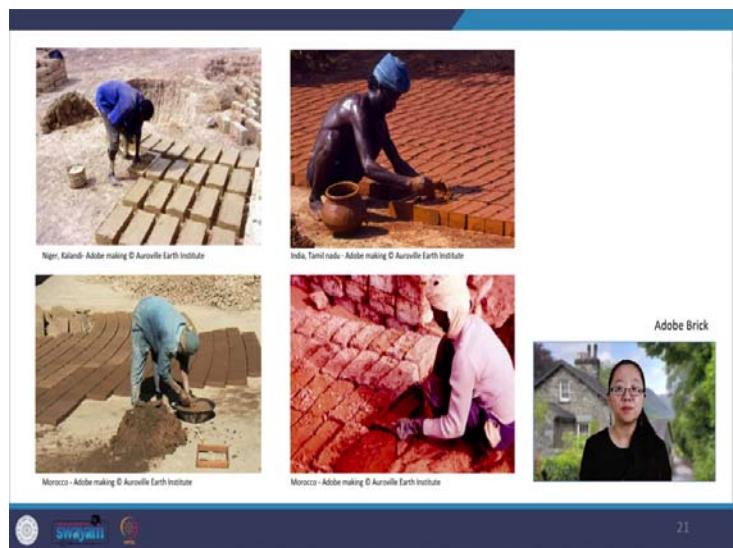 Niger, Kalandi- Adobe making © Auroville Earth Institute
India, Tamil nadu - Adobe making © Auroville Earth Institute
Adobe Brick
Morocco - Adobe making © Auroville Earth Institute
Morocco - Adobe making © Auroville Earth Institute
swayam
21